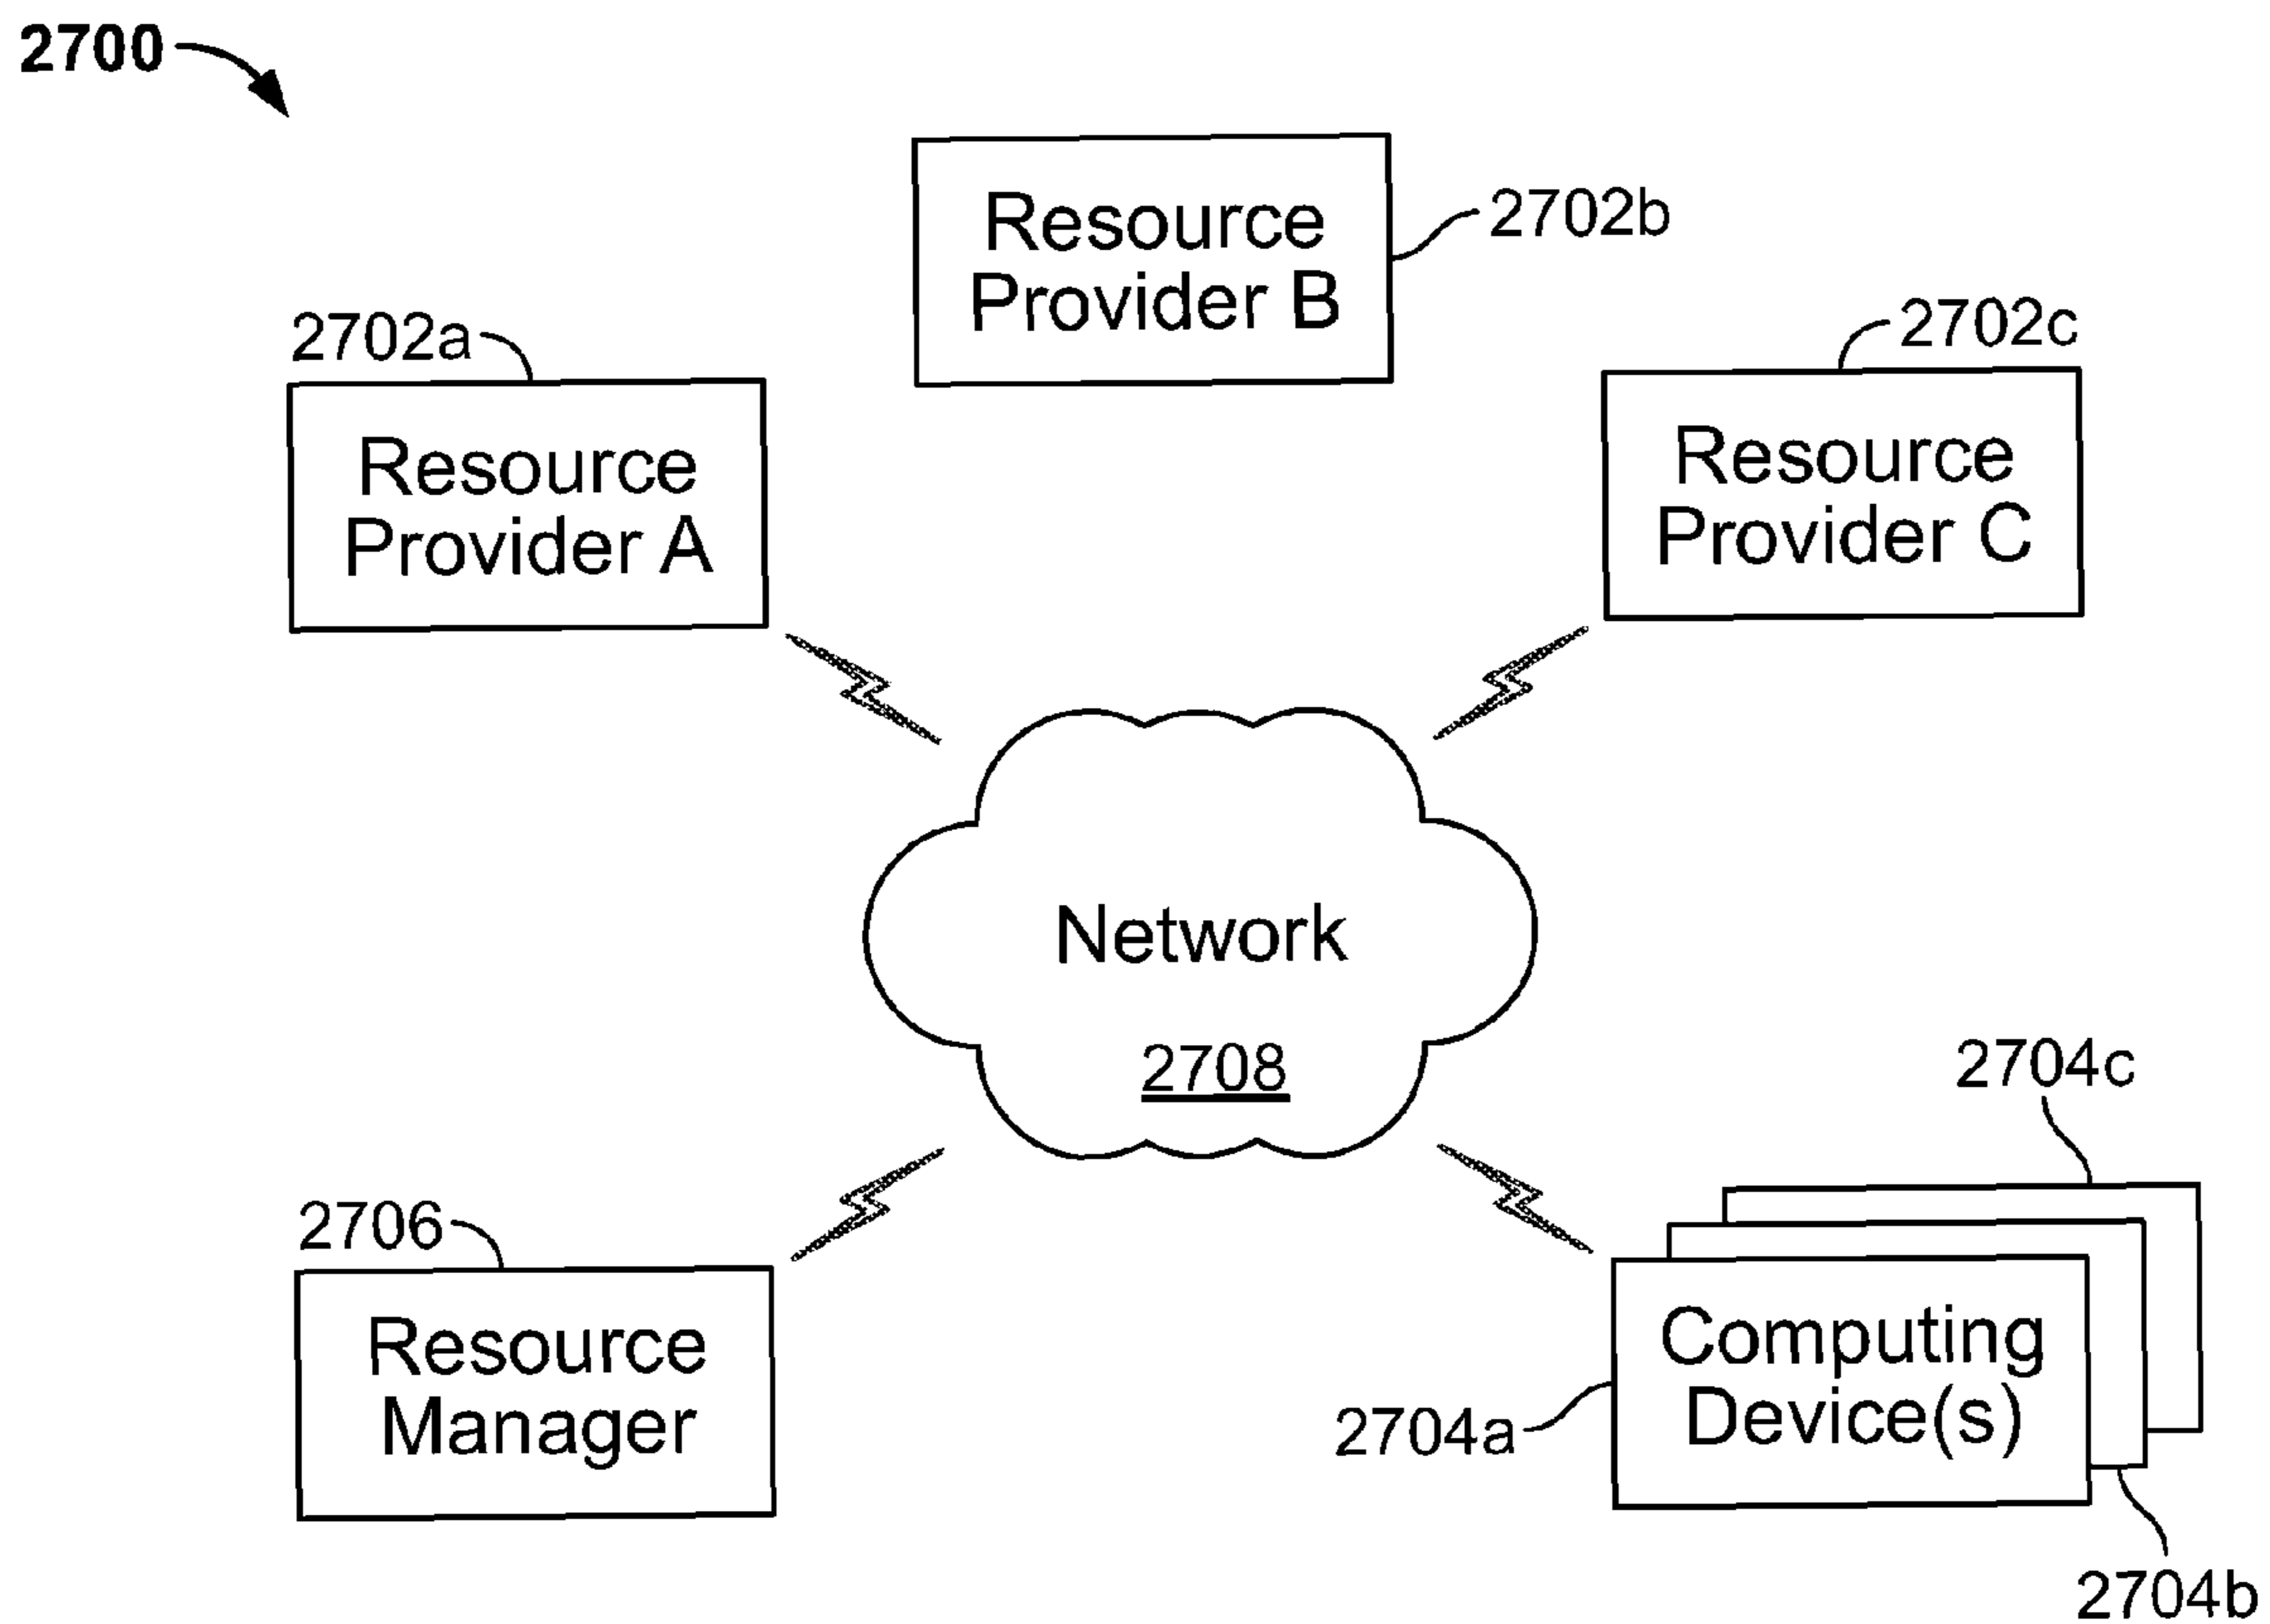 2700
Resource
Provider B
2702b
2702a
Resource
Provider A
2702c
Resource
Provider C
Network
2708
2706
Resource
Manager
2704c
Computing
Device(s)
2704a
2704b